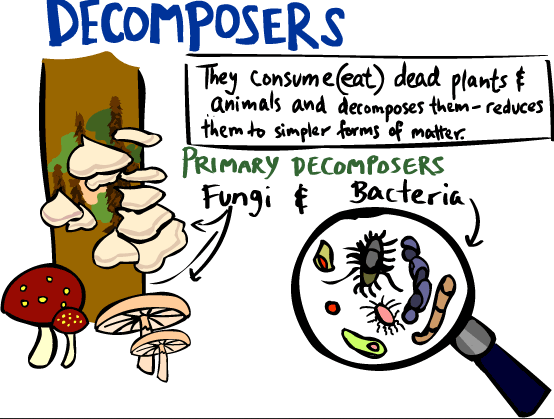 DECOMPOSERS
They consume (eat) dead plants &
animals and decomposes them - reduces
them to simpler forms of matter.
PRIMARY DECOMPOSERS
Fungi & Bacteria